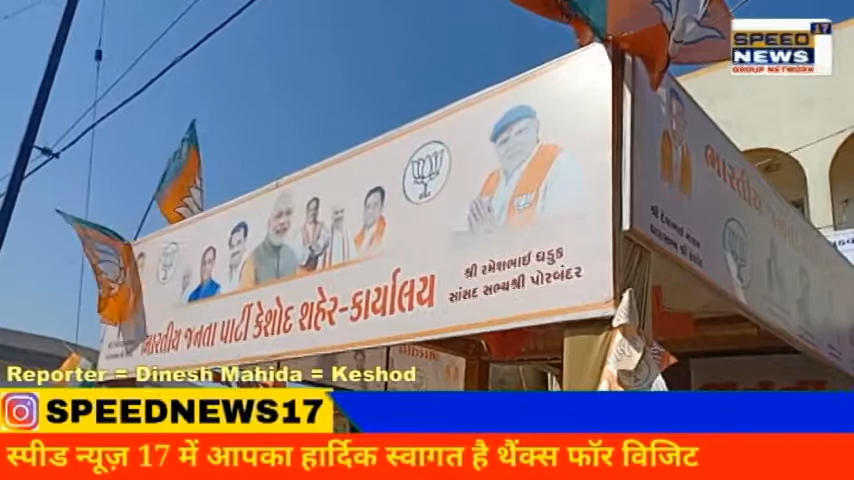 SPEED 17
NEWS
GROUP NETWORK
ભારતીય જનતા પાર્ટી કેશોદ શહેર-કાર્યાલય
શ્રી રમેશભાઈ ધડુક
સાંસદ સભ્યશ્રી પોરબંદર
ભારતીય
Reporter = Dinesh Mahida = Keshod
SPEEDNEWS17
स्पीड न्यूज़ 17 में आपका हार्दिक स्वागत है थैंक्स फॉर विजिट